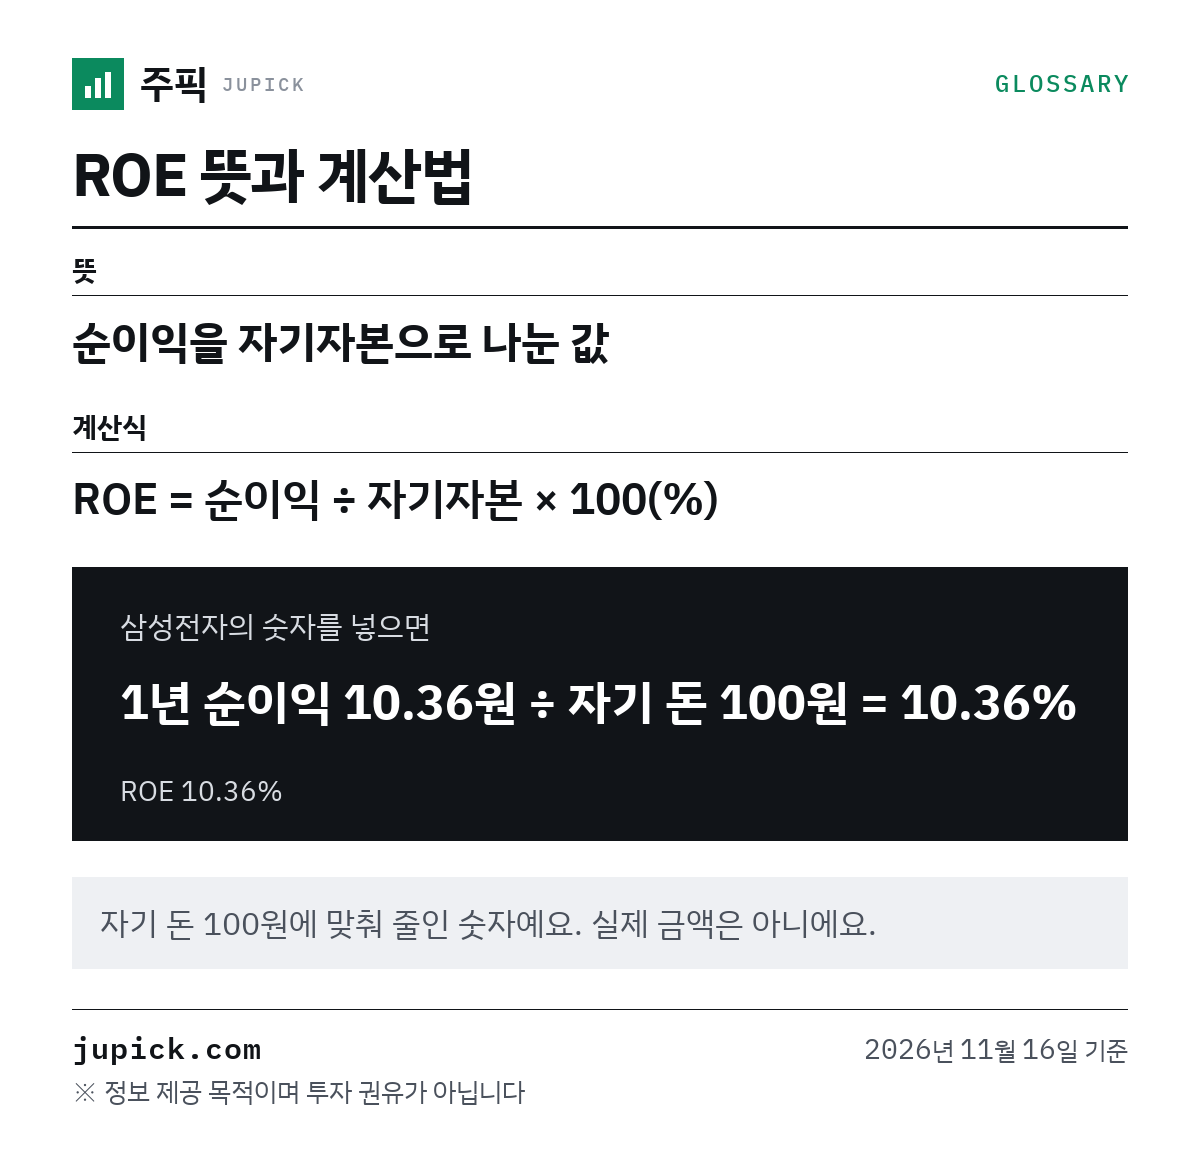 주픽 JUPICK
GLOSSARY
ROE 뜻과 계산법
뜻
순이익을 자기자본으로 나눈 값
계산식
ROE = 순이익 ÷ 자기자본 × 100(%)
삼성전자의 숫자를 넣으면
1년 순이익 10.36원 ÷ 자기 돈 100원 = 10.36%
ROE 10.36%
자기 돈 100원에 맞춰 줄인 숫자예요. 실제 금액은 아니에요.
jupick.com
2026년 11월 16일 기준
※ 정보 제공 목적이며 투자 권유가 아닙니다